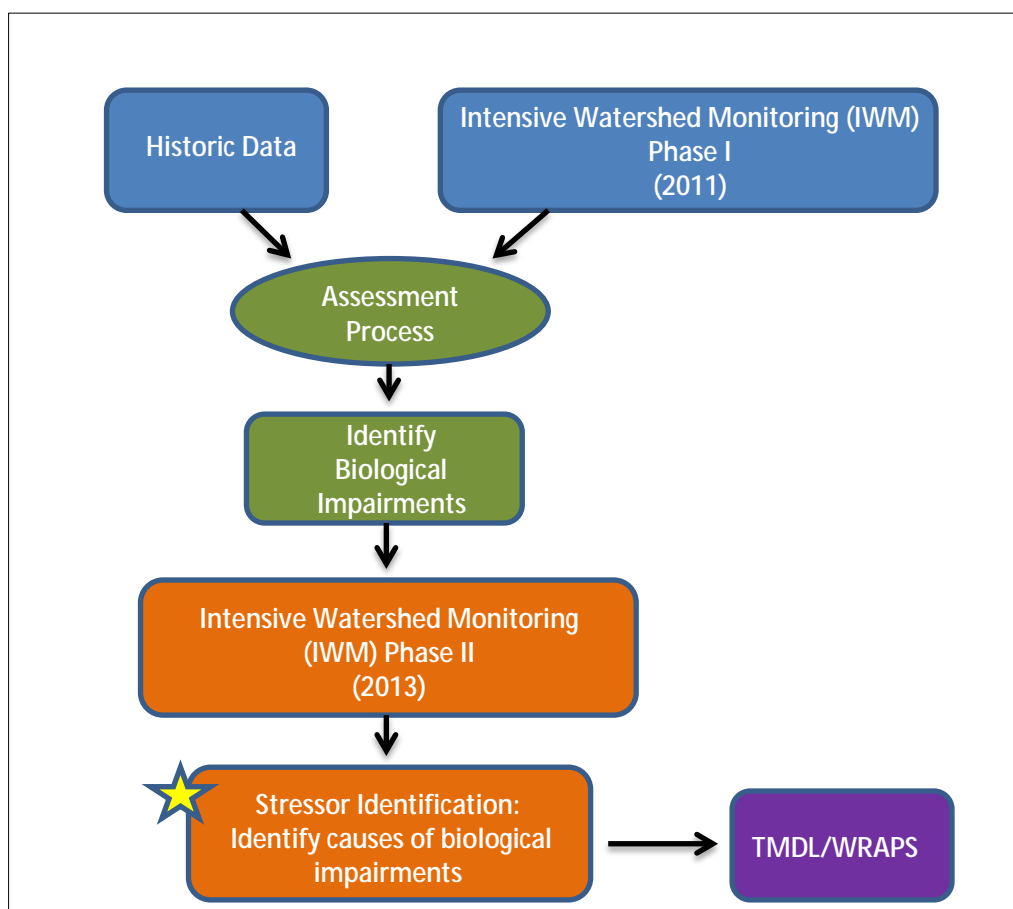 Historic Data
Intensive Watershed Monitoring (IWM)
Phase I
(2011)
Assessment
Process
Identify
Biological
Impairments
Intensive Watershed Monitoring
(IWM) Phase II
(2013)
Stressor Identification:
Identify causes of biological
impairments
TMDL/WRAPS